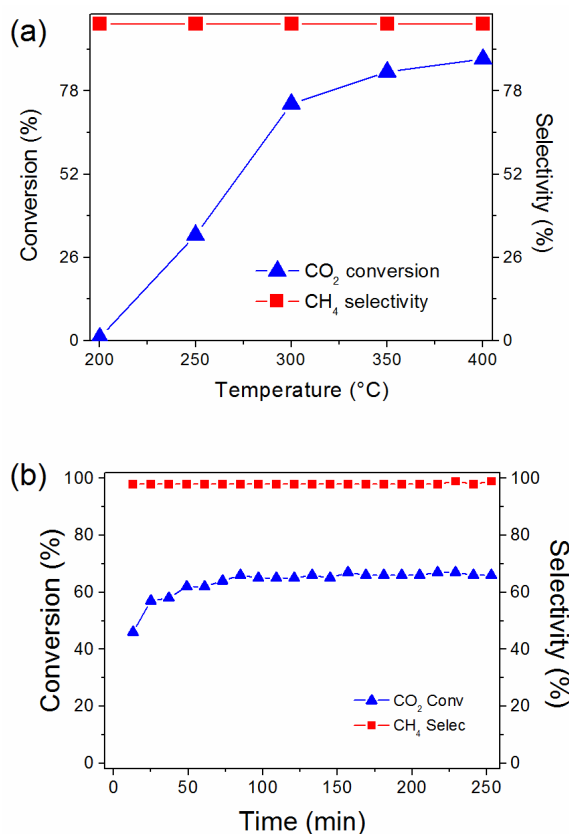 (a)
78
52
26
0
Conversion (%)
78
52
26
0
Selectivity (%)
CO₂ conversion
CH₄ selectivity
200 250 300 350 400
Temperature (°C)
(b)
100
80
60
40
20
0
Conversion (%)
100
80
60
40
20
0
Selectivity (%)
CO₂ Conv
CH₄ Selec
0 50 100 150 200 250
Time (min)